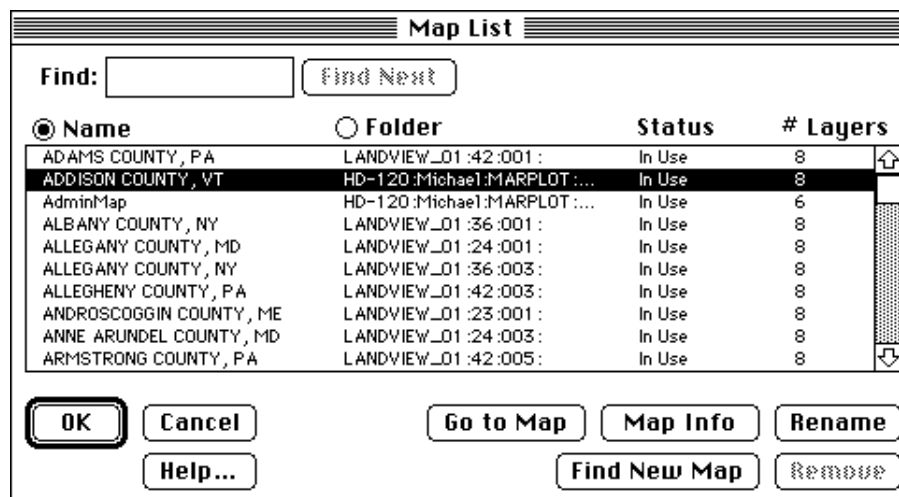 Map List
Find: Find Next
Name Folder Status # Layers
ADAMS COUNTY, PA LANDVIEW_01:42:001: In Use 8
ADDISON COUNTY, VT HD-120:Michael:MARPLOT:... In Use 8
AdminMap HD-120:Michael:MARPLOT:... In Use 6
ALBANY COUNTY, NY LANDVIEW_01:36:001: In Use 8
ALLEGANY COUNTY, MD LANDVIEW_01:24:001: In Use 8
ALLEGANY COUNTY, NY LANDVIEW_01:36:003: In Use 8
ALLEGHENY COUNTY, PA LANDVIEW_01:42:003: In Use 8
ANDROSCOGGIN COUNTY, ME LANDVIEW_01:23:001: In Use 8
ANNE ARUNDEL COUNTY, MD LANDVIEW_01:24:003: In Use 8
ARMSTRONG COUNTY, PA LANDVIEW_01:42:005: In Use 8
OK Cancel Go to Map Map Info Rename
Help... Find New Map Remove